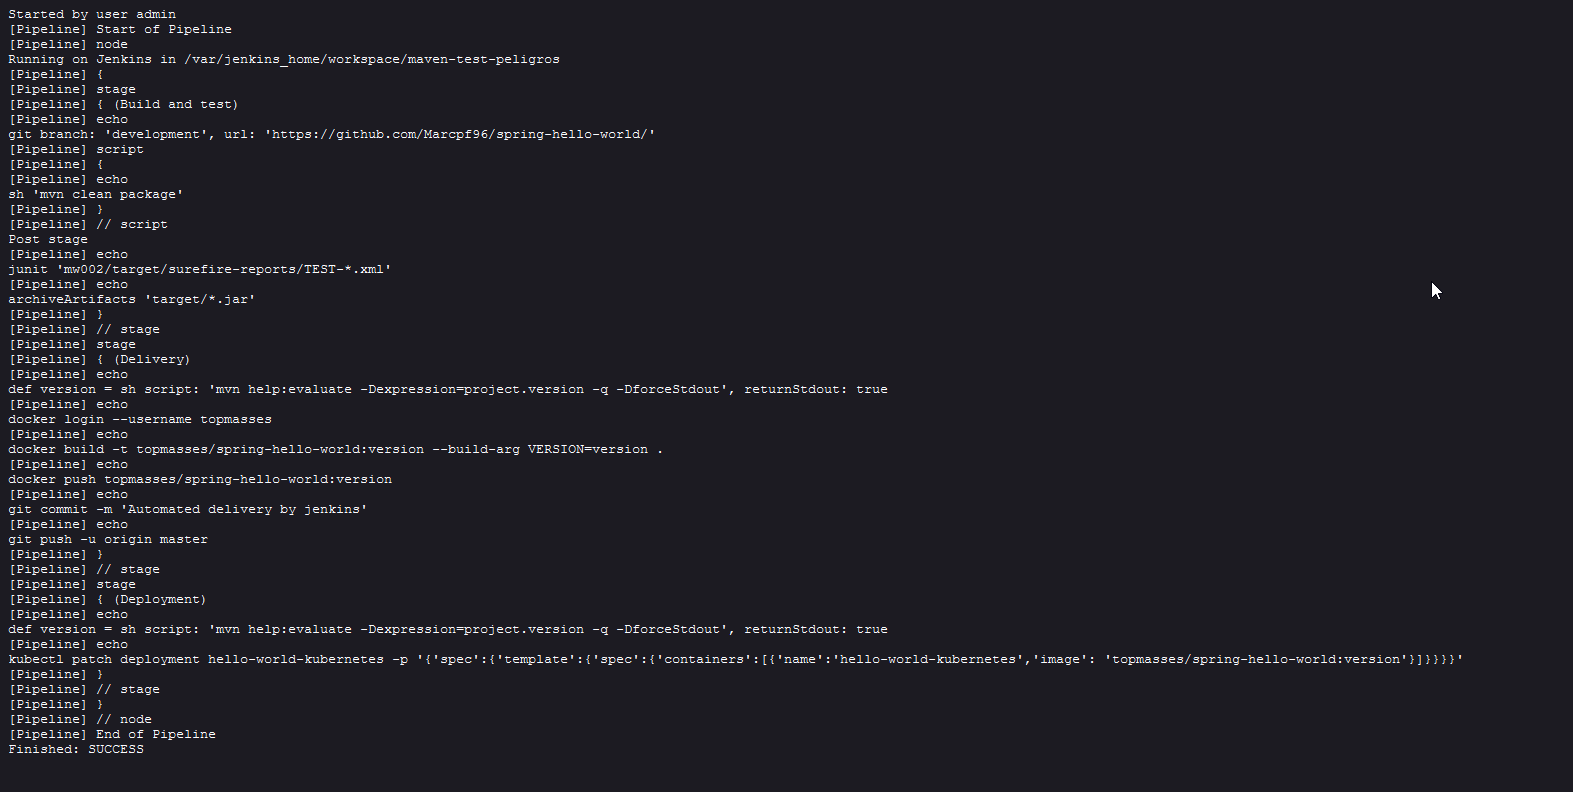 Started by user admin
[Pipeline] Start of Pipeline
[Pipeline] node
Running on Jenkins in /var/jenkins_home/workspace/maven-test-peligros
[Pipeline] {
[Pipeline] stage
[Pipeline] { (Build and test)
[Pipeline] echo
git branch: 'development', url: 'https://github.com/Marcpf96/spring-hello-world/'
[Pipeline] script
[Pipeline] {
[Pipeline] echo
sh 'mvn clean package'
[Pipeline] }
[Pipeline] // script
Post stage
[Pipeline] echo
junit 'mw002/target/surefire-reports/TEST-*.xml'
[Pipeline] echo
archiveArtifacts 'target/*.jar'
[Pipeline] }
[Pipeline] // stage
[Pipeline] stage
[Pipeline] { (Delivery)
[Pipeline] echo
def version = sh script: 'mvn help:evaluate -Dexpression=project.version -q -DforceStdout', returnStdout: true
[Pipeline] echo
docker login --username topmasses
[Pipeline] echo
docker build -t topmasses/spring-hello-world:version --build-arg VERSION=version .
[Pipeline] echo
docker push topmasses/spring-hello-world:version
[Pipeline] echo
git commit -m 'Automated delivery by jenkins'
[Pipeline] echo
git push -u origin master
[Pipeline] }
[Pipeline] // stage
[Pipeline] stage
[Pipeline] { (Deployment)
[Pipeline] echo
def version = sh script: 'mvn help:evaluate -Dexpression=project.version -q -DforceStdout', returnStdout: true
[Pipeline] echo
kubectl patch deployment hello-world-kubernetes -p '{'spec':{'template':{'spec':{'containers':[{'name':'hello-world-kubernetes','image': 'topmasses/spring-hello-world:version'}]}}}}'
[Pipeline] }
[Pipeline] // stage
[Pipeline] }
[Pipeline] // node
[Pipeline] End of Pipeline
Finished: SUCCESS